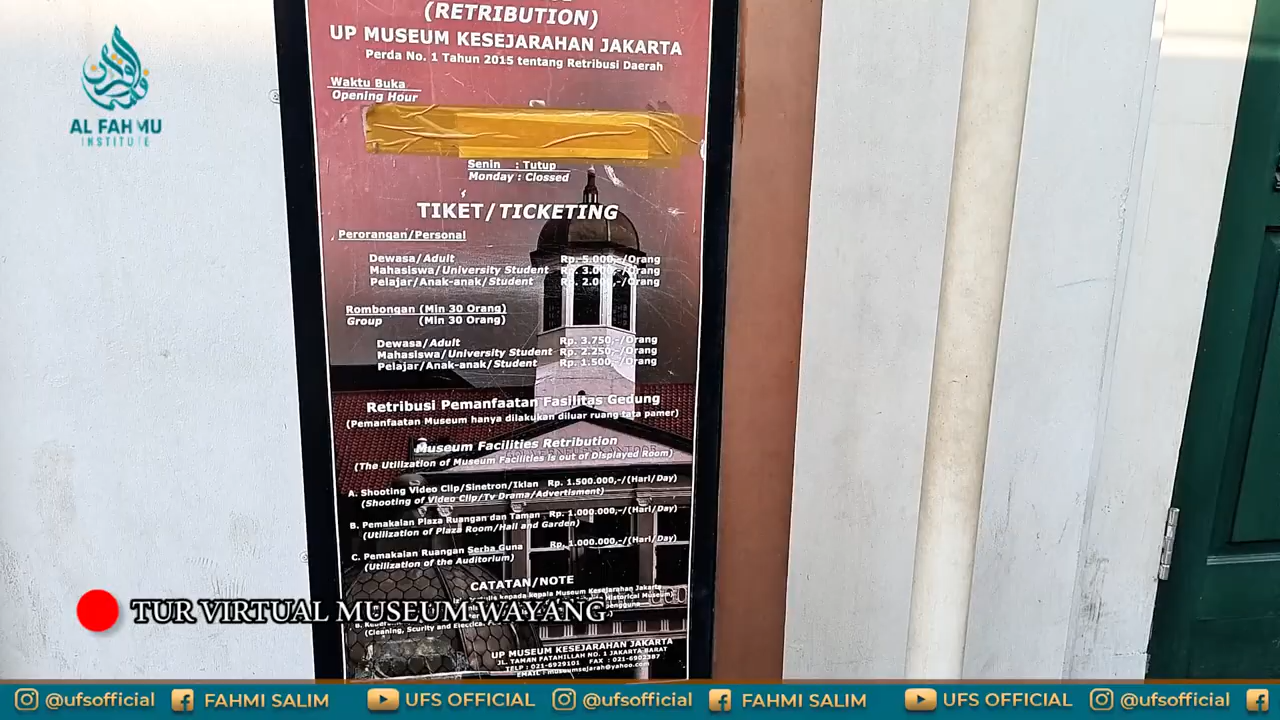 (RETRIBUTION)
UP MUSEUM KESEJARAHAN JAKARTA
Perda No. 1 Tahun 2015 tentang Retribusi Daerah
Waktu Buka
Opening Hour
Senin : Tutup
Monday : Clossed
TIKET/TICKETING
Perorangan/Personal
Dewasa/Adult Rp. 5.000,-/Orang
Mahasiswa/University Student Rp. 3.000,-/Orang
Pelajar/Anak-anak/Student Rp. 2.000,-/Orang
Rombongan (Min 30 Orang)
Group (Min 30 Orang)
Dewasa/Adult Rp. 3.750,-/Orang
Mahasiswa/University Student Rp. 2.250,-/Orang
Pelajar/Anak-anak/Student Rp. 1.500,-/Orang
Retribusi Pemanfaatan Fasilitas Gedung
(Pemanfaatan Museum hanya dilakukan diluar ruang tata pamer)
Museum Facilities Retribution
(The Utilization of Museum Facilities is out of Displayed Room)
A. Shooting Video Clip/Sinetron/Iklan Rp. 1.500.000,-/(Hari/Day)
(Shooting of Video Clip/Tv Drama/Advertisment)
B. Pemakaian Plaza Ruangan dan Taman Rp. 1.000.000,-/(Hari/Day)
(Utilization of Plaza Room/Hall and Garden)
C. Pemakaian Ruangan Serba Guna Rp. 1.000.000,-/(Hari/Day)
(Utilization of the Auditorium)
CATATAN/NOTE
kepada kepala Museum Kesejarahan Jakarta
Historical Museum)
(Cleaning, Scurity and
UP MUSEUM KESEJARAHAN JAKARTA
JL. TAMAN FATAHILLAH NO. 1 JAKARTA BARAT
TELP : 021-6929101 FAX : 021-6902387
EMAIL : museumsejarah@yahoo.com
AL FAHMU
INSTITUTE
TUR VIRTUAL MUSEUM WAYANG
@ufsofficial FAHMI SALIM UFS OFFICIAL @ufsofficial FAHMI SALIM UFS OFFICIAL @ufsofficial